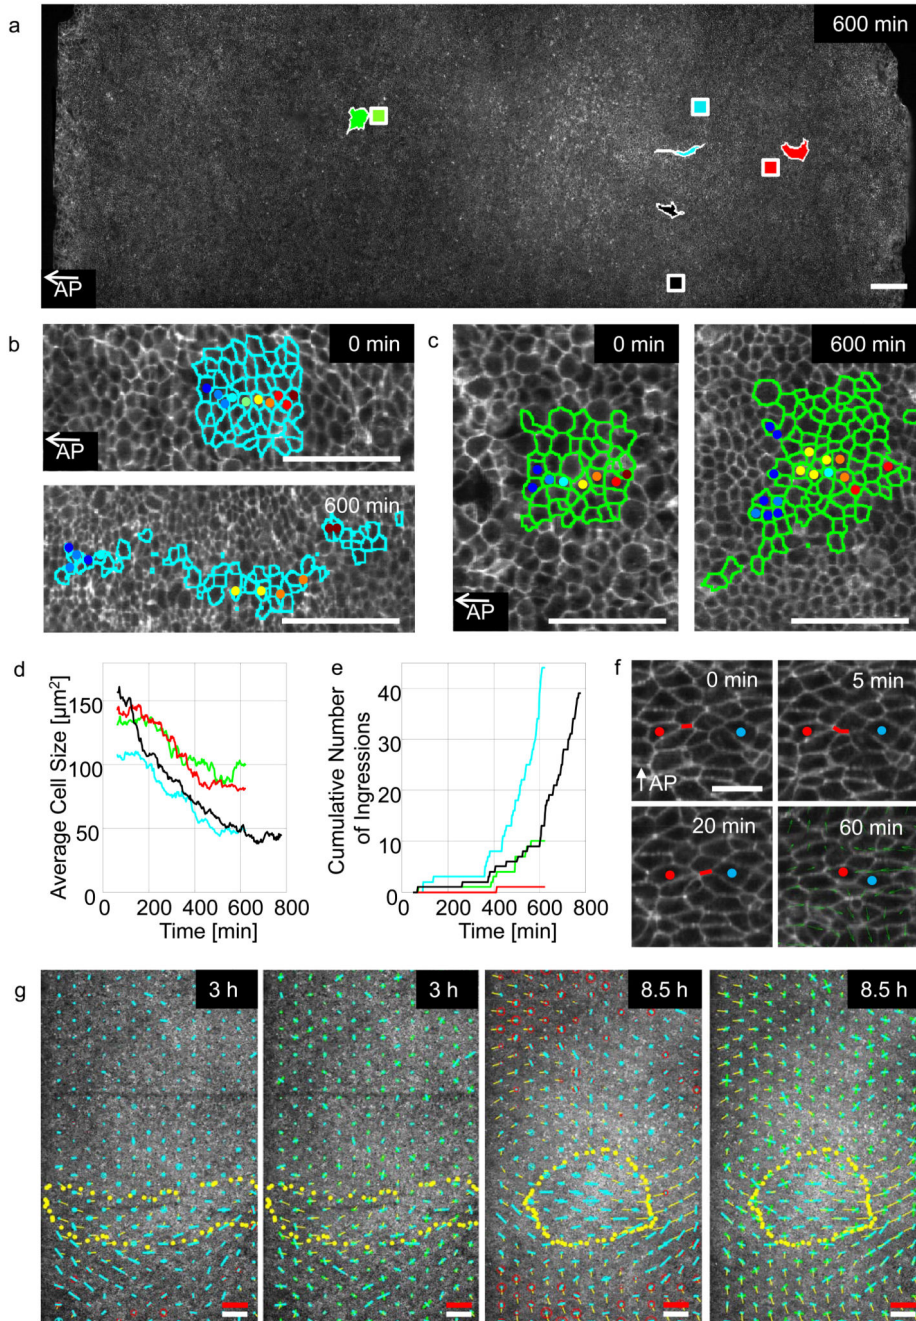 a
600 min
AP
b
0 min
AP
600 min
c
0 min
600 min
AP
d
150
100
50
0
0 200 400 600 800
Average Cell Size [µm²]
Time [min]
e
40
30
20
10
0
0 200 400 600 800
Cumulative Number of Ingressions
Time [min]
f
0 min
5 min
AP
20 min
60 min
g
3 h
3 h
8.5 h
8.5 h